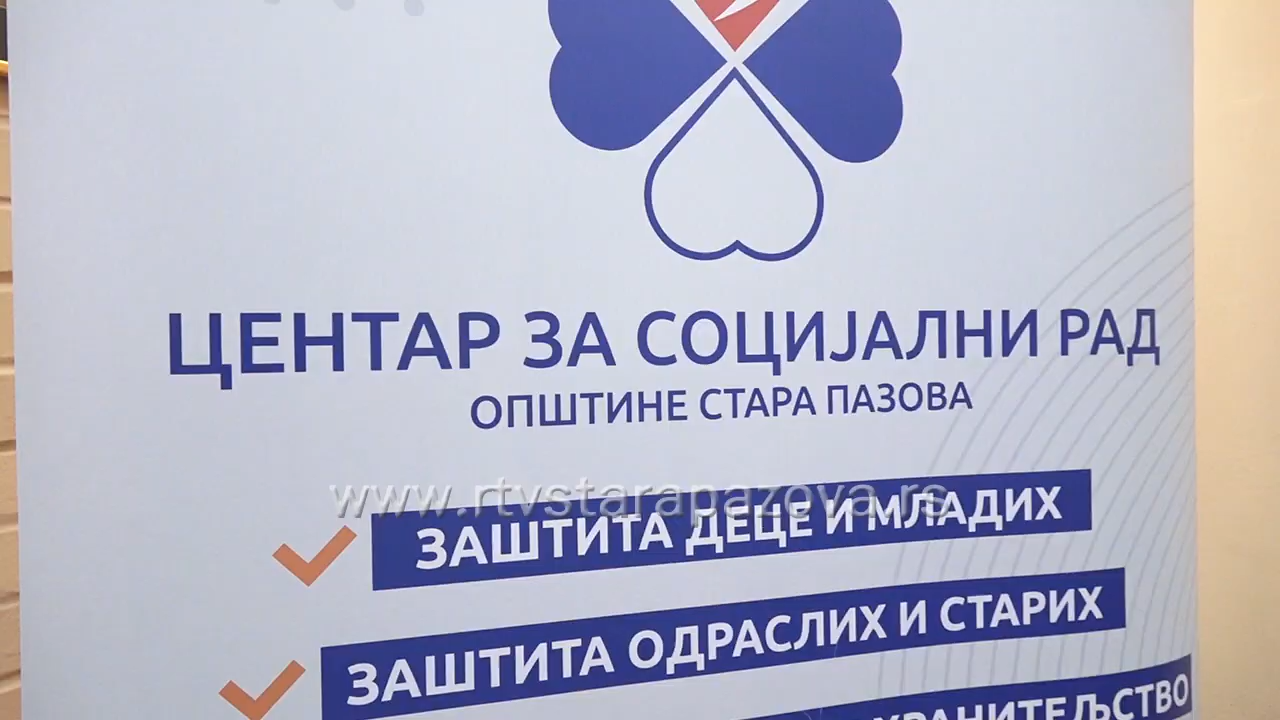 ЦЕНТАР ЗА СОЦИЈАЛНИ РАД
ОПШТИНЕ СТАРА ПАЗОВА
www.rtvstarapazova.rs
ЗАШТИТА ДЕЦЕ И МЛАДИХ
ЗАШТИТА ОДРАСЛИХ И СТАРИХ